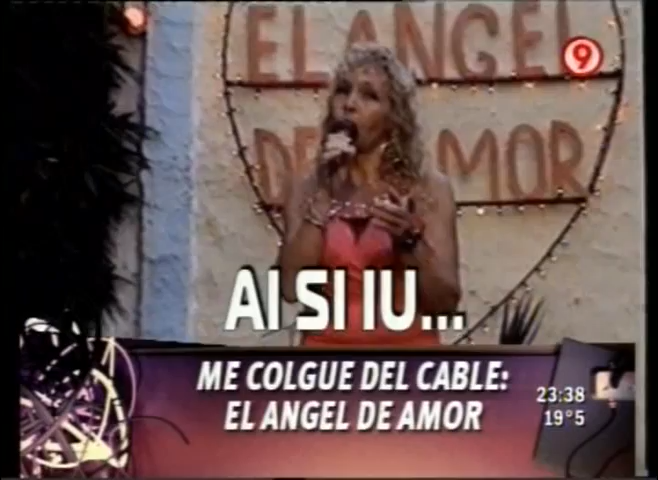 EL ANGEL
9
DE AMOR
AI SI IU...
ME COLGUE DEL CABLE:
EL ANGEL DE AMOR
23:38
19°5